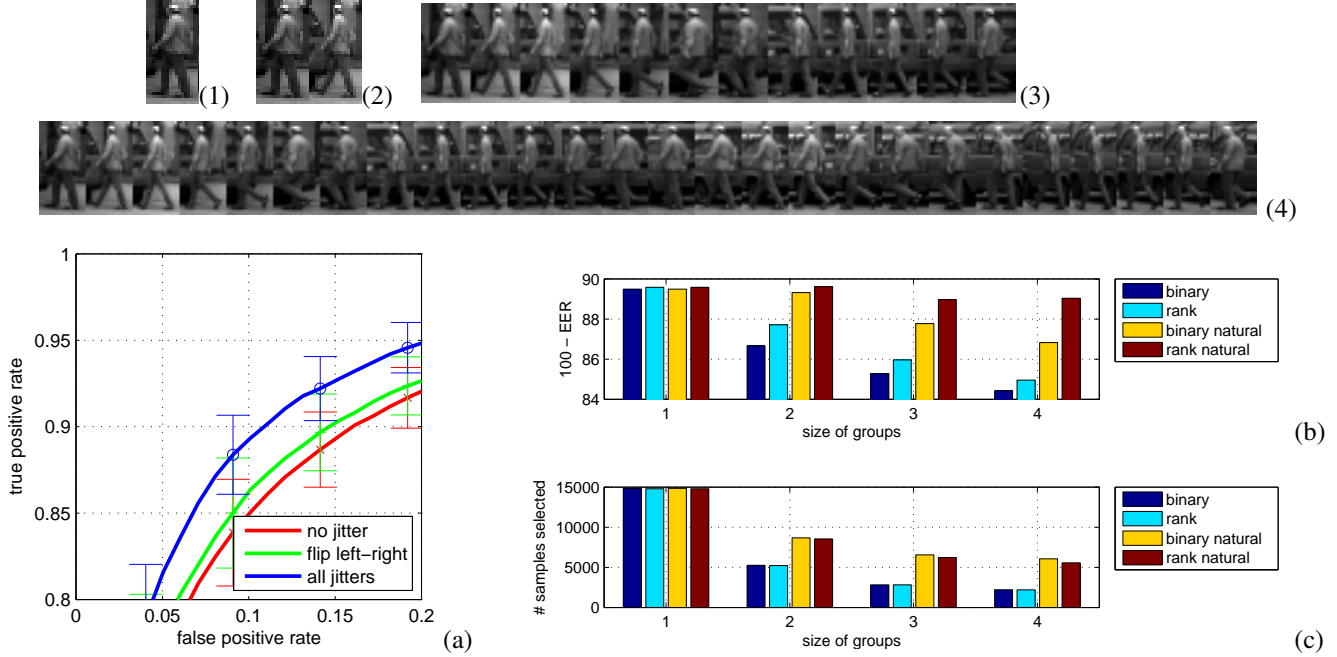 (1)
(2)
(3)
(4)
1
0.95
0.9
0.85
0.8
true positive rate
0
0.05
0.1
0.15
0.2
false positive rate
no jitter
flip left-right
all jitters
(a)
90
88
86
84
100 - EER
1
2
3
4
size of groups
binary
rank
binary natural
rank natural
(b)
15000
10000
5000
0
# samples selected
1
2
3
4
size of groups
binary
rank
binary natural
rank natural
(c)